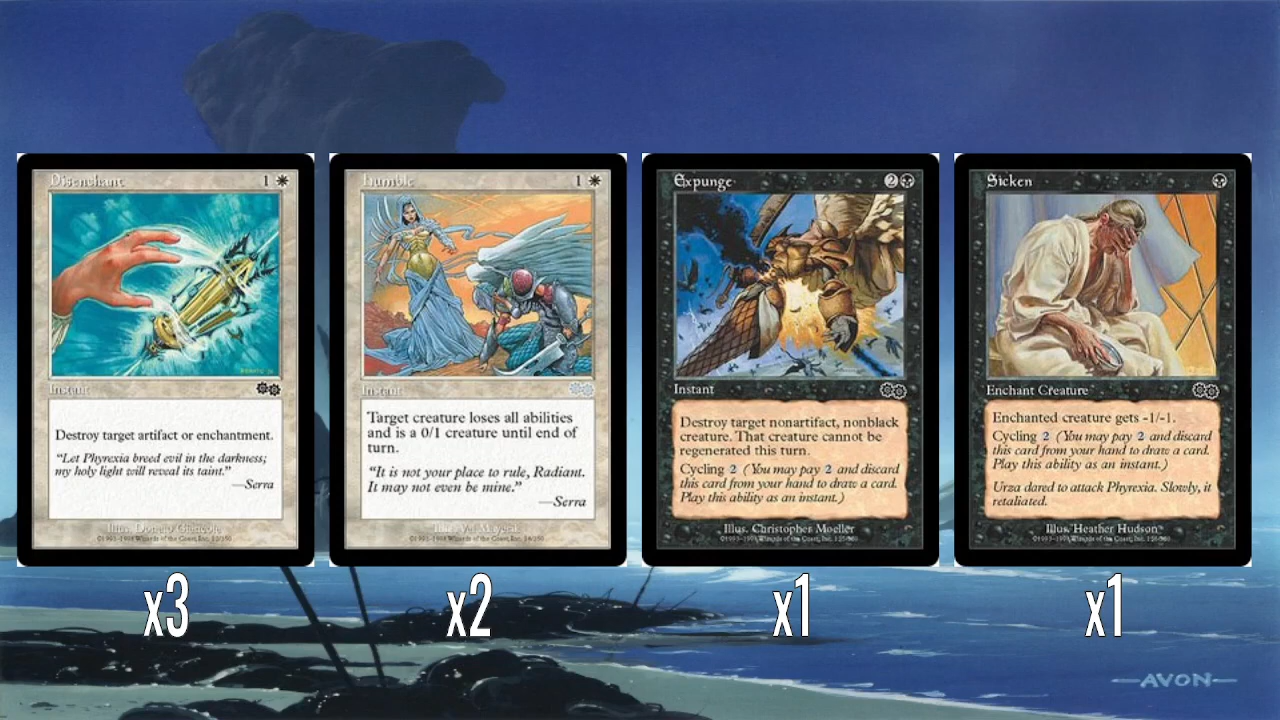 Disenchant 1
Instant
Destroy target artifact or enchantment.
"Let Phyrexia breed evil in the darkness;
my holy light will reveal its taint."
—Serra
Illus. Donato Giancola
x3
Humble 1
Instant
Target creature loses all abilities
and is a 0/1 creature until end of
turn.
"It is not your place to rule, Radiant.
It may not even be mine."
—Serra
x2
Expunge 2
Instant
Destroy target nonartifact, nonblack
creature. That creature cannot be
regenerated this turn.
Cycling 2 (You may pay 2 and discard
this card from your hand to draw a card.
Play this ability as an instant.)
Illus. Christopher Moeller
x1
Sicken
Enchant Creature
Enchanted creature gets -1/-1.
Cycling 2 (You may pay 2 and discard
this card from your hand to draw a card.
Play this ability as an instant.)
Urza dared to attack Phyrexia. Slowly, it
retaliated.
Illus. Heather Hudson
x1
—AVON—